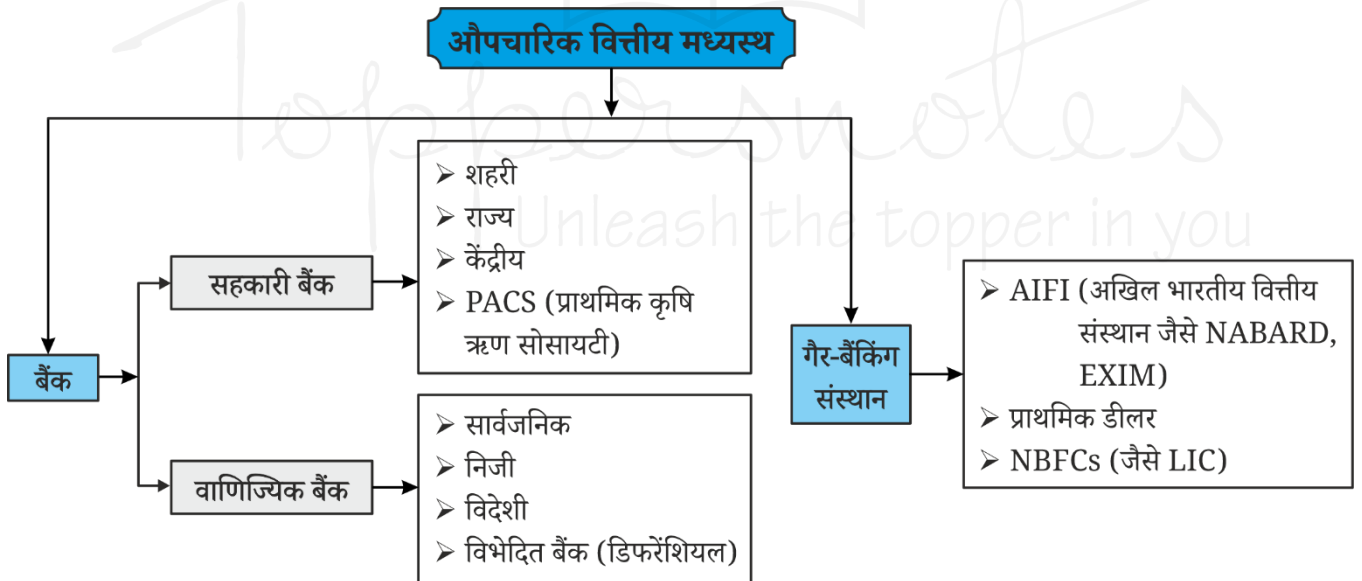 औपचारिक वित्तीय मध्यस्थ
Toppersnotes
Unleash the topper in you
बैंक
सहकारी बैंक
➢ शहरी
➢ राज्य
➢ केंद्रीय
➢ PACS (प्राथमिक कृषि
ऋण सोसायटी)
वाणिज्यिक बैंक
➢ सार्वजनिक
➢ निजी
➢ विदेशी
➢ विभेदित बैंक (डिफरेंशियल)
गैर-बैंकिंग
संस्थान
➢ AIFI (अखिल भारतीय वित्तीय
संस्थान जैसे NABARD,
EXIM)
➢ प्राथमिक डीलर
➢ NBFCs (जैसे LIC)